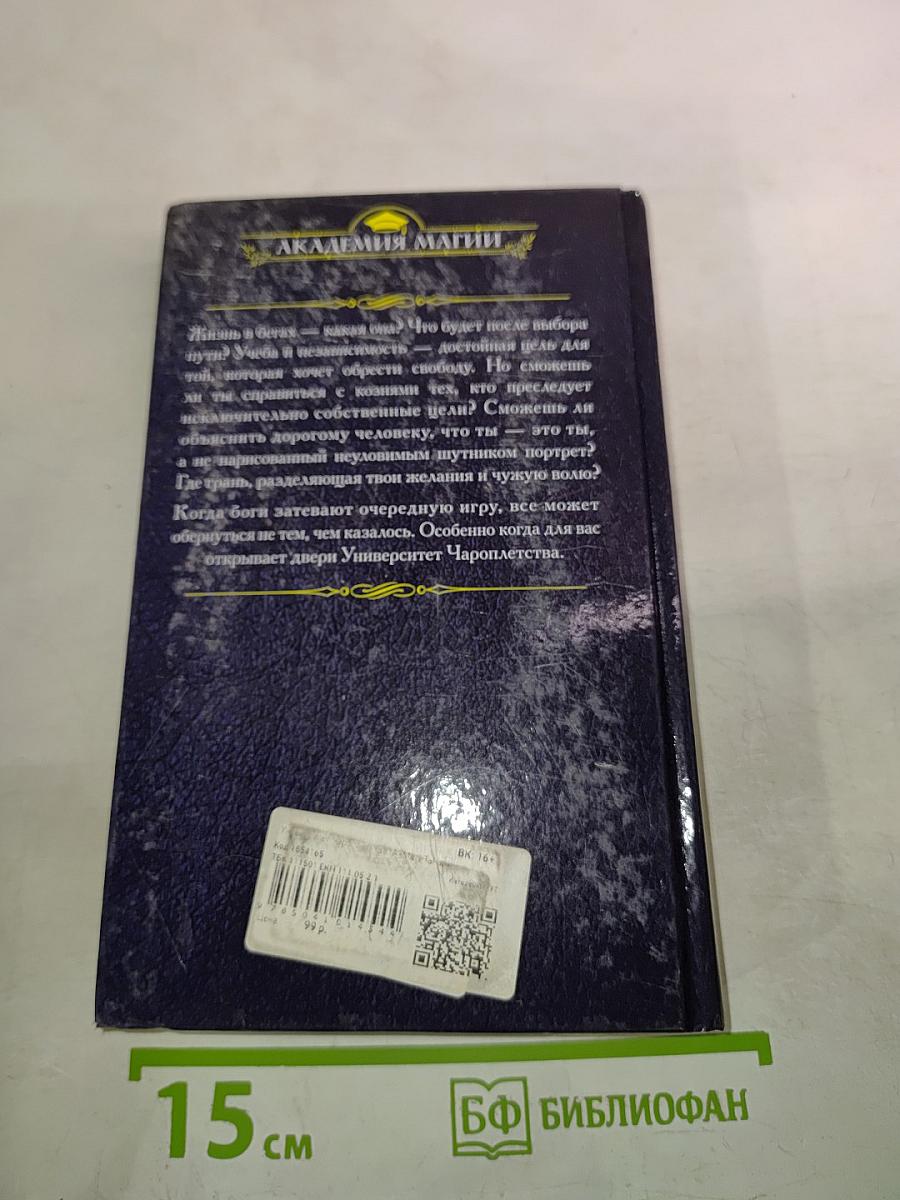 АКАДЕМИЯ МАГИИ
Жизнь в бегах — какая она? Что будет после выбора
пути? Учеба и независимость — достойная цель для
той, которая хочет обрести свободу. Но сможешь
ли ты справиться с кознями тех, кто преследует
исключительно собственные цели? Сможешь ли
объяснить дорогому человеку, что ты — это ты,
а не нарисованный неуловимым шутником портрет?
Где грань, разделяющая твои желания и чужую волю?
Когда боги затевают очередную игру, все может
обернуться не тем, чем казалось. Особенно когда для вас
открывает двери Университет Чароплетства.
ВК: 16+
Код
Цена
99 р.
15 см
БФ БИБЛИОФАН